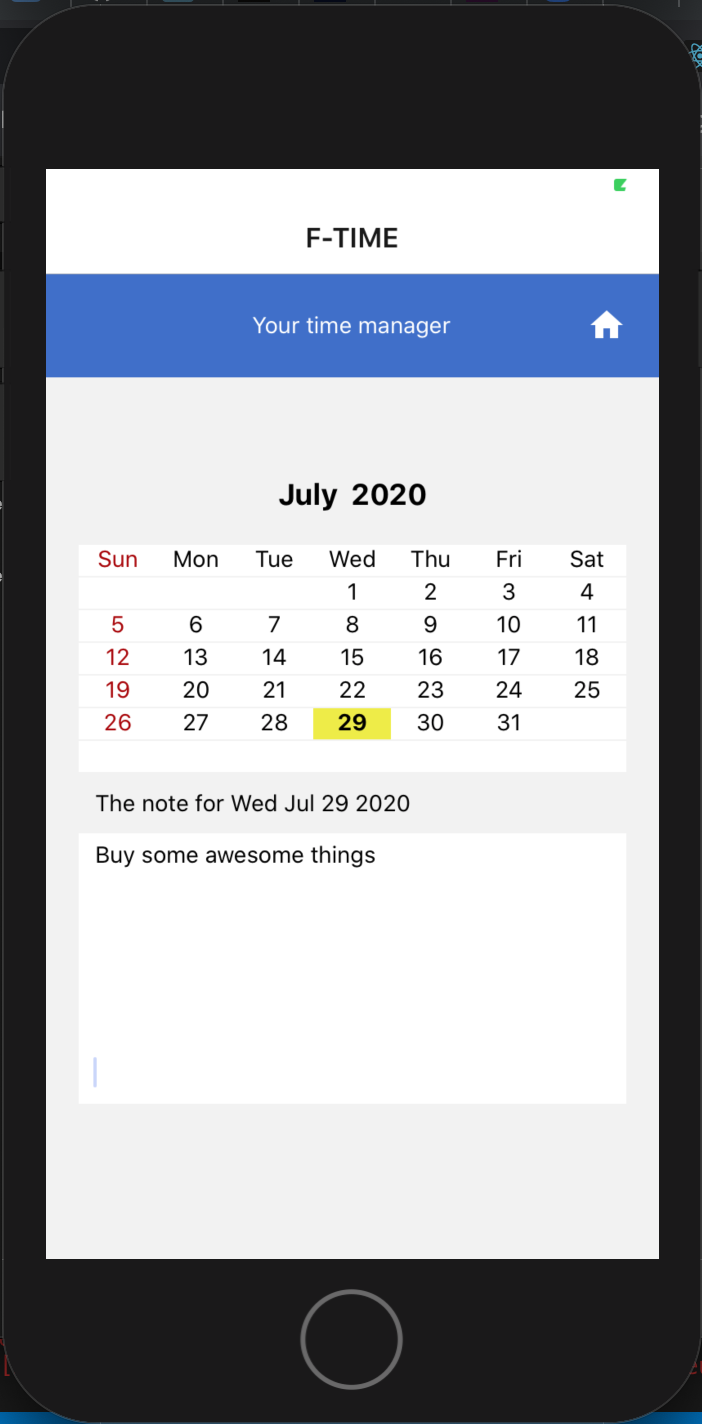 F-TIME
Your time manager
July 2020
Sun Mon Tue Wed Thu Fri Sat
1 2 3 4
5 6 7 8 9 10 11
12 13 14 15 16 17 18
19 20 21 22 23 24 25
26 27 28 29 30 31
The note for Wed Jul 29 2020
Buy some awesome things